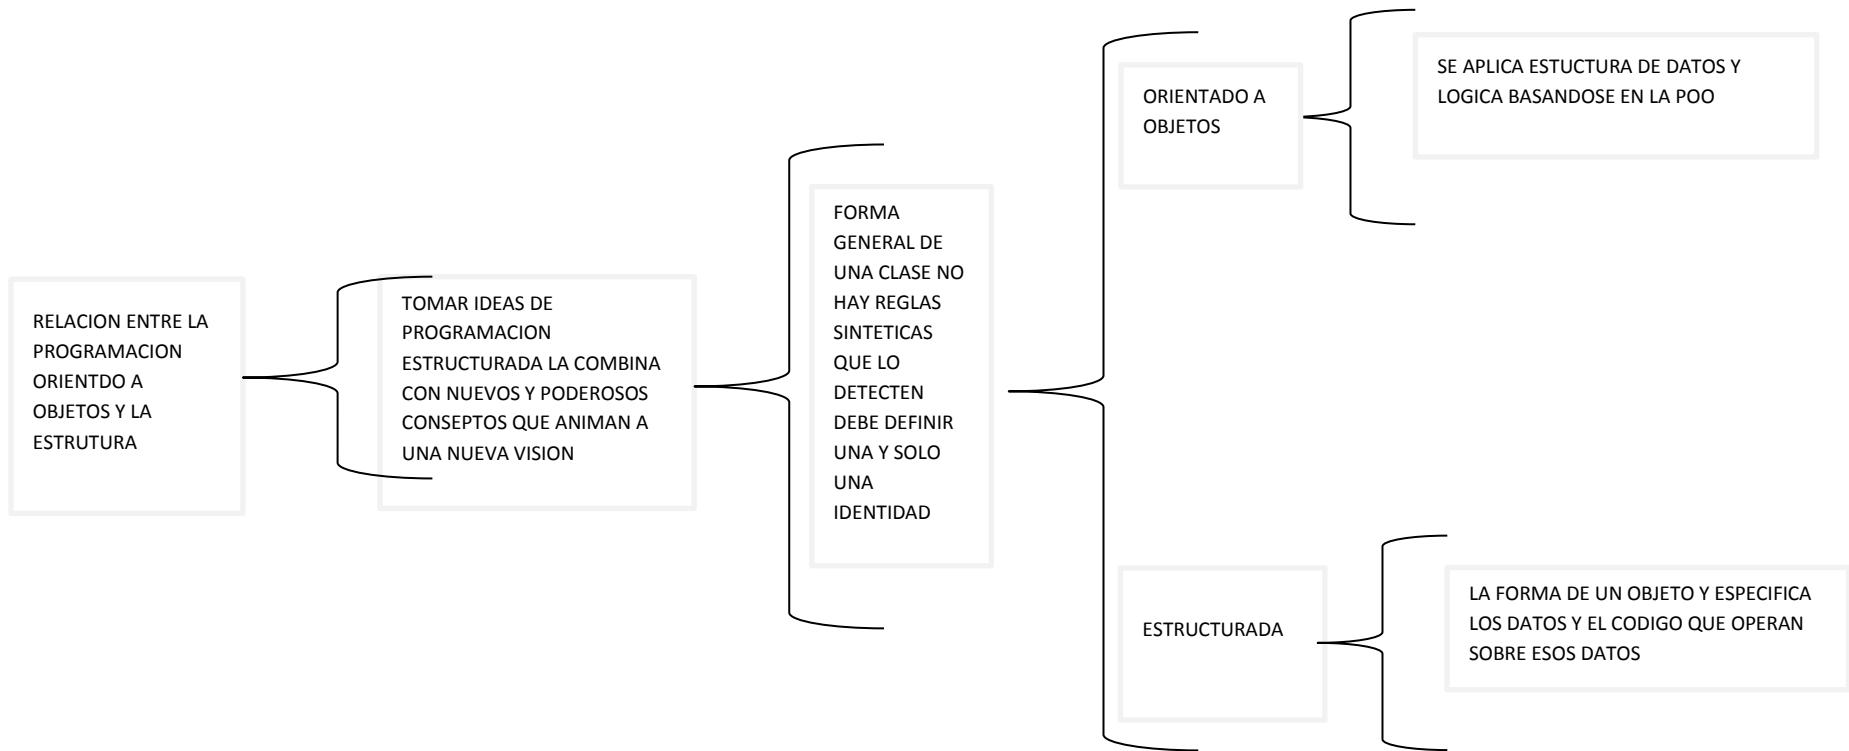 RELACION ENTRE LA
PROGRAMACION
ORIENTDO A
OBJETOS Y LA
ESTRUTURA
TOMAR IDEAS DE
PROGRAMACION
ESTRUCTURADA LA COMBINA
CON NUEVOS Y PODEROSOS
CONSEPTOS QUE ANIMAN A
UNA NUEVA VISION
FORMA
GENERAL DE
UNA CLASE NO
HAY REGLAS
SINTETICAS
QUE LO
DETECTEN
DEBE DEFINIR
UNA Y SOLO
UNA
IDENTIDAD
ORIENTADO A
OBJETOS
SE APLICA ESTUCTURA DE DATOS Y
LOGICA BASANDOSE EN LA POO
ESTRUCTURADA
LA FORMA DE UN OBJETO Y ESPECIFICA
LOS DATOS Y EL CODIGO QUE OPERAN
SOBRE ESOS DATOS